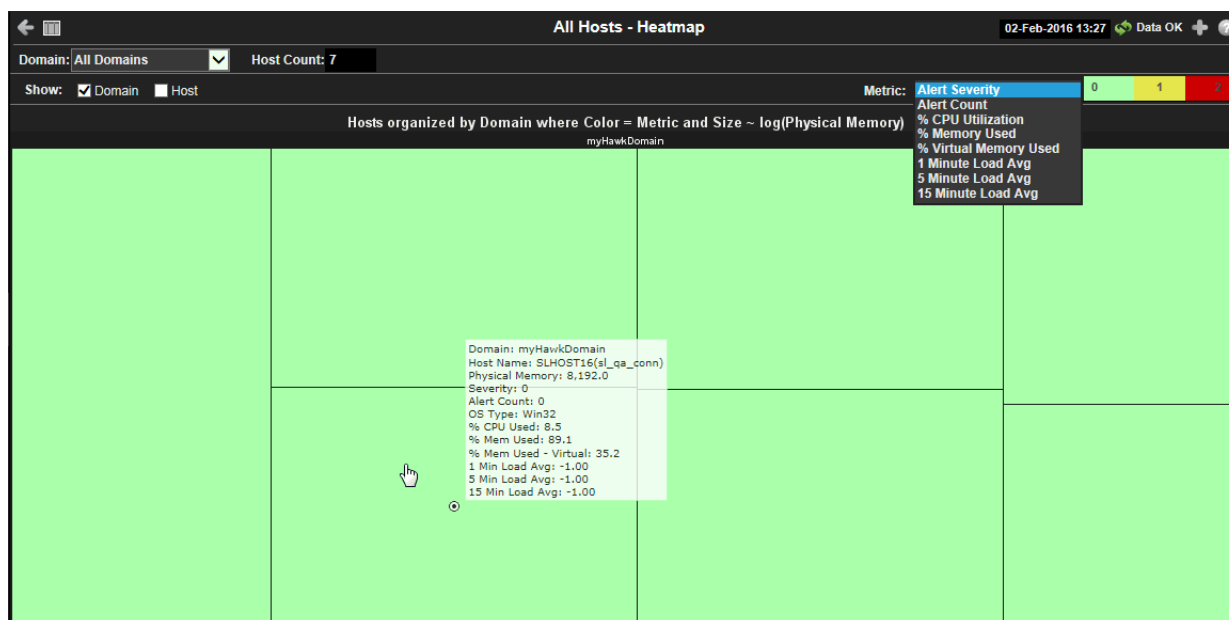 All Hosts - Heatmap
02-Feb-2016 13:27 Data OK
Domain: All Domains Host Count: 7
Show: Domain Host Metric: Alert Severity 0 1 2
Alert Count
% CPU Utilization
% Memory Used
% Virtual Memory Used
1 Minute Load Avg
5 Minute Load Avg
15 Minute Load Avg
Hosts organized by Domain where Color = Metric and Size ~ log(Physical Memory)
myHawkDomain
Domain: myHawkDomain
Host Name: SLHOST16(sl_qa_conn)
Physical Memory: 8,192.0
Severity: 0
Alert Count: 0
OS Type: Win32
% CPU Used: 8.5
% Mem Used: 89.1
% Mem Used - Virtual: 35.2
1 Min Load Avg: -1.00
5 Min Load Avg: -1.00
15 Min Load Avg: -1.00